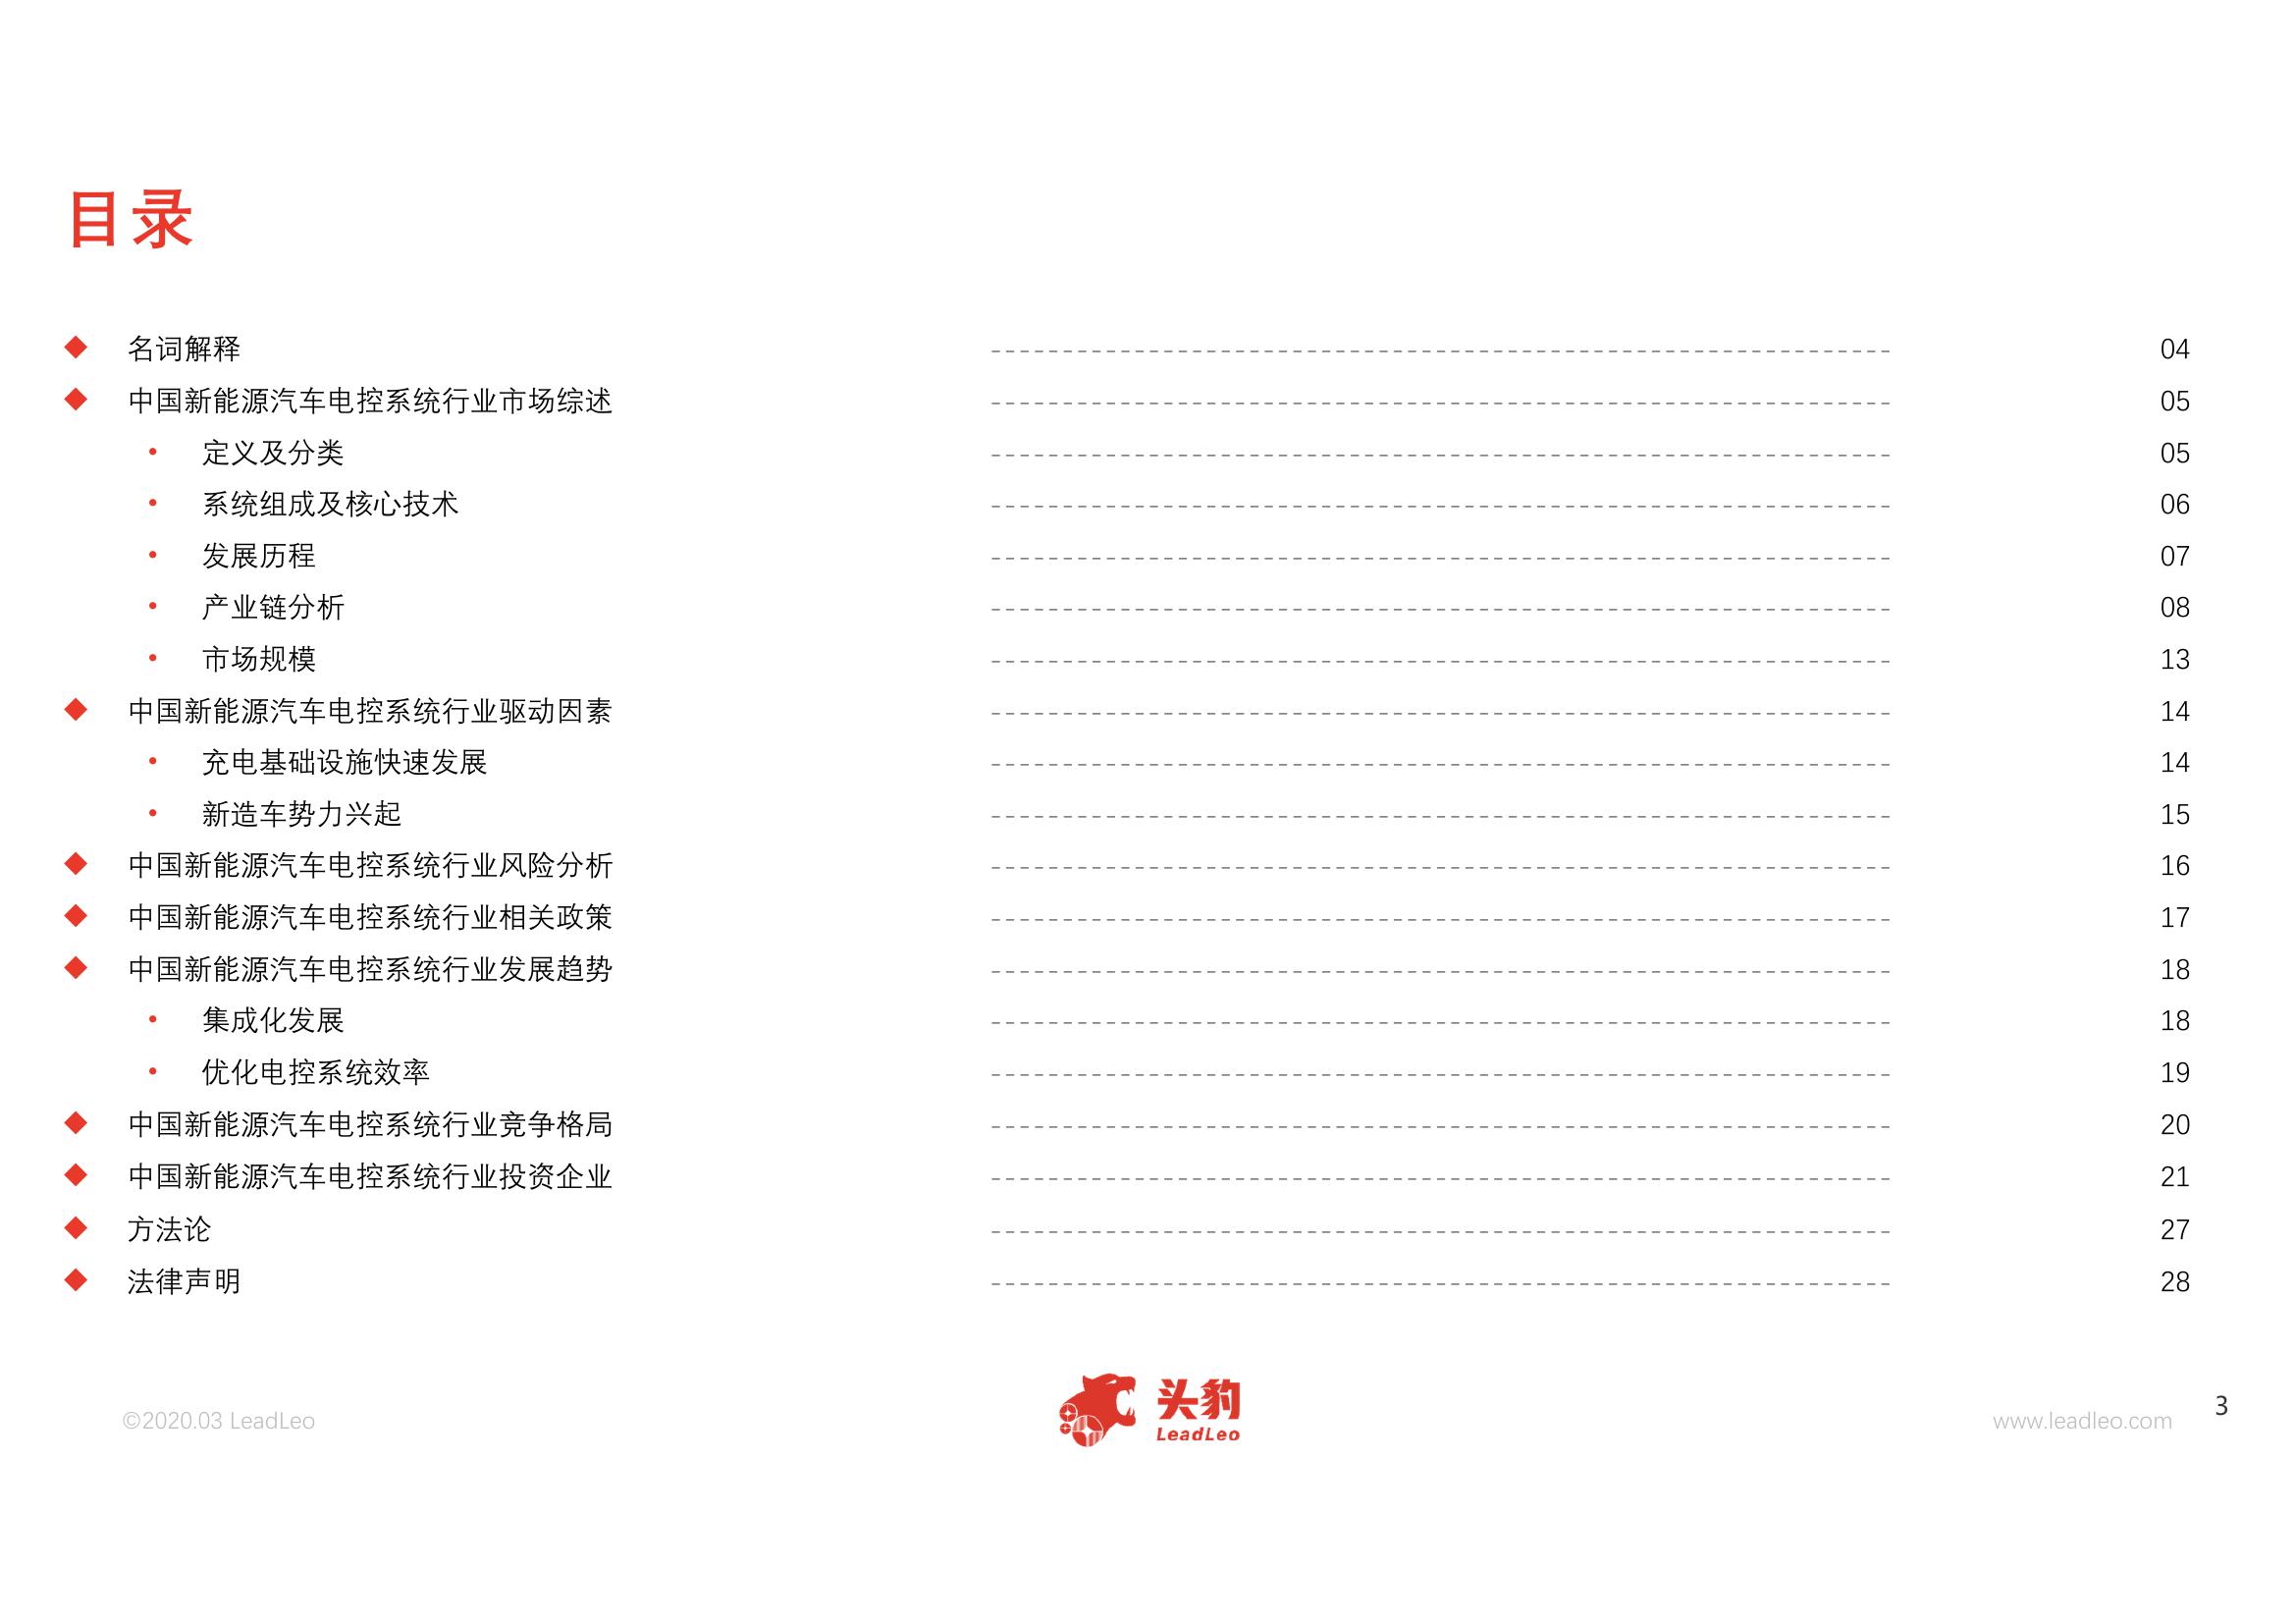 目录
◆ 名词解释 ---------------------------------------------------------------- 04
◆ 中国新能源汽车电控系统行业市场综述 ---------------------------------------------------------------- 05
• 定义及分类 ---------------------------------------------------------------- 05
• 系统组成及核心技术 ---------------------------------------------------------------- 06
• 发展历程 ---------------------------------------------------------------- 07
• 产业链分析 ---------------------------------------------------------------- 08
• 市场规模 ---------------------------------------------------------------- 13
◆ 中国新能源汽车电控系统行业驱动因素 ---------------------------------------------------------------- 14
• 充电基础设施快速发展 ---------------------------------------------------------------- 14
• 新造车势力兴起 ---------------------------------------------------------------- 15
◆ 中国新能源汽车电控系统行业风险分析 ---------------------------------------------------------------- 16
◆ 中国新能源汽车电控系统行业相关政策 ---------------------------------------------------------------- 17
◆ 中国新能源汽车电控系统行业发展趋势 ---------------------------------------------------------------- 18
• 集成化发展 ---------------------------------------------------------------- 18
• 优化电控系统效率 ---------------------------------------------------------------- 19
◆ 中国新能源汽车电控系统行业竞争格局 ---------------------------------------------------------------- 20
◆ 中国新能源汽车电控系统行业投资企业 ---------------------------------------------------------------- 21
◆ 方法论 ---------------------------------------------------------------- 27
◆ 法律声明 ---------------------------------------------------------------- 28
©2020.03 LeadLeo
头豹
LeadLeo
www.leadleo.com
3